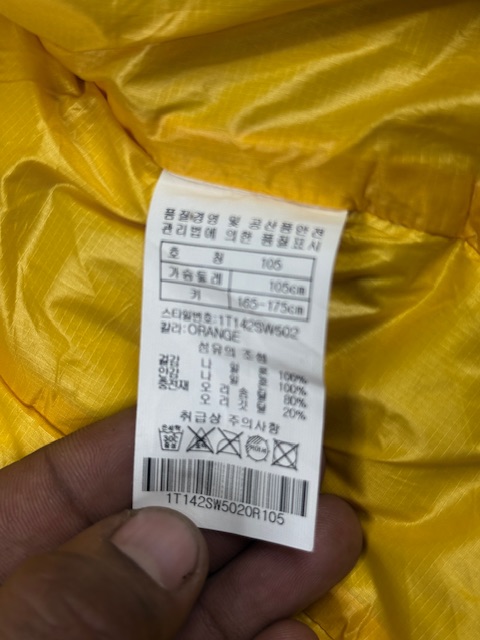 품질경영 및 공산품안전
관리법에 의한 품질표시
호 칭 105
가슴둘레 105cm
키 165-175cm
스타일번호:1T142SW502
칼라:ORANGE
섬유의 조성
겉감 나 일 론 100%
안감 나 일 론 100%
충전재 오 리 솜 털 80%
오 리 깃 털 20%
취급상 주의사항
30℃
1T142SW5020R105